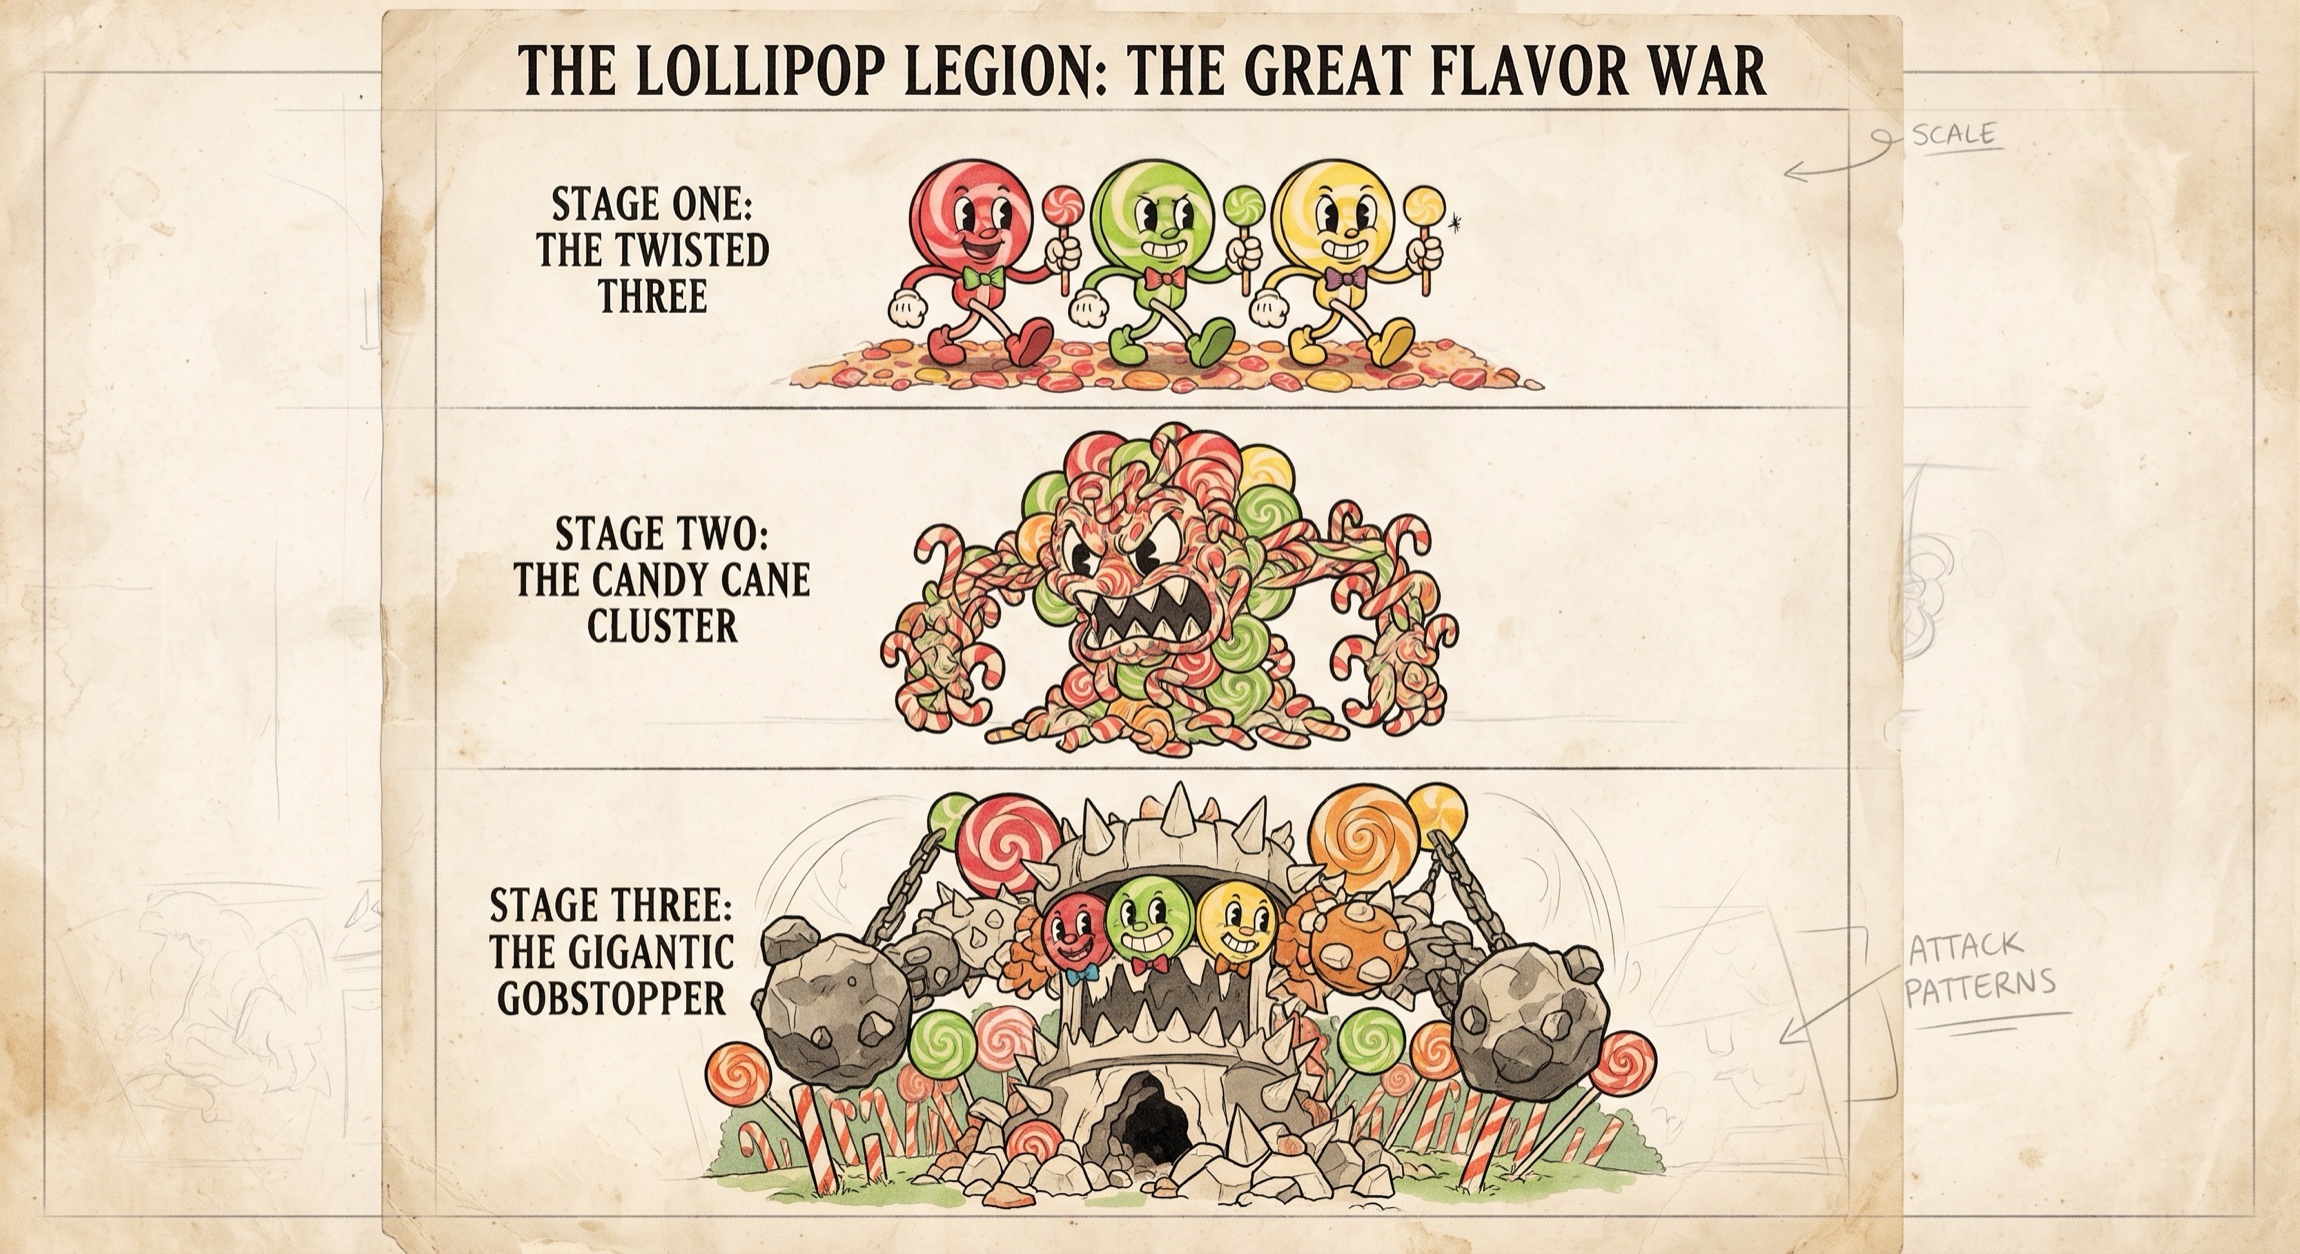 THE LOLLIPOP LEGION: THE GREAT FLAVOR WAR
SCALE
STAGE ONE:
THE TWISTED
THREE
STAGE TWO:
THE CANDY CANE
CLUSTER
STAGE THREE:
THE GIGANTIC
GOBSTOPPER
ATTACK
PATTERNS